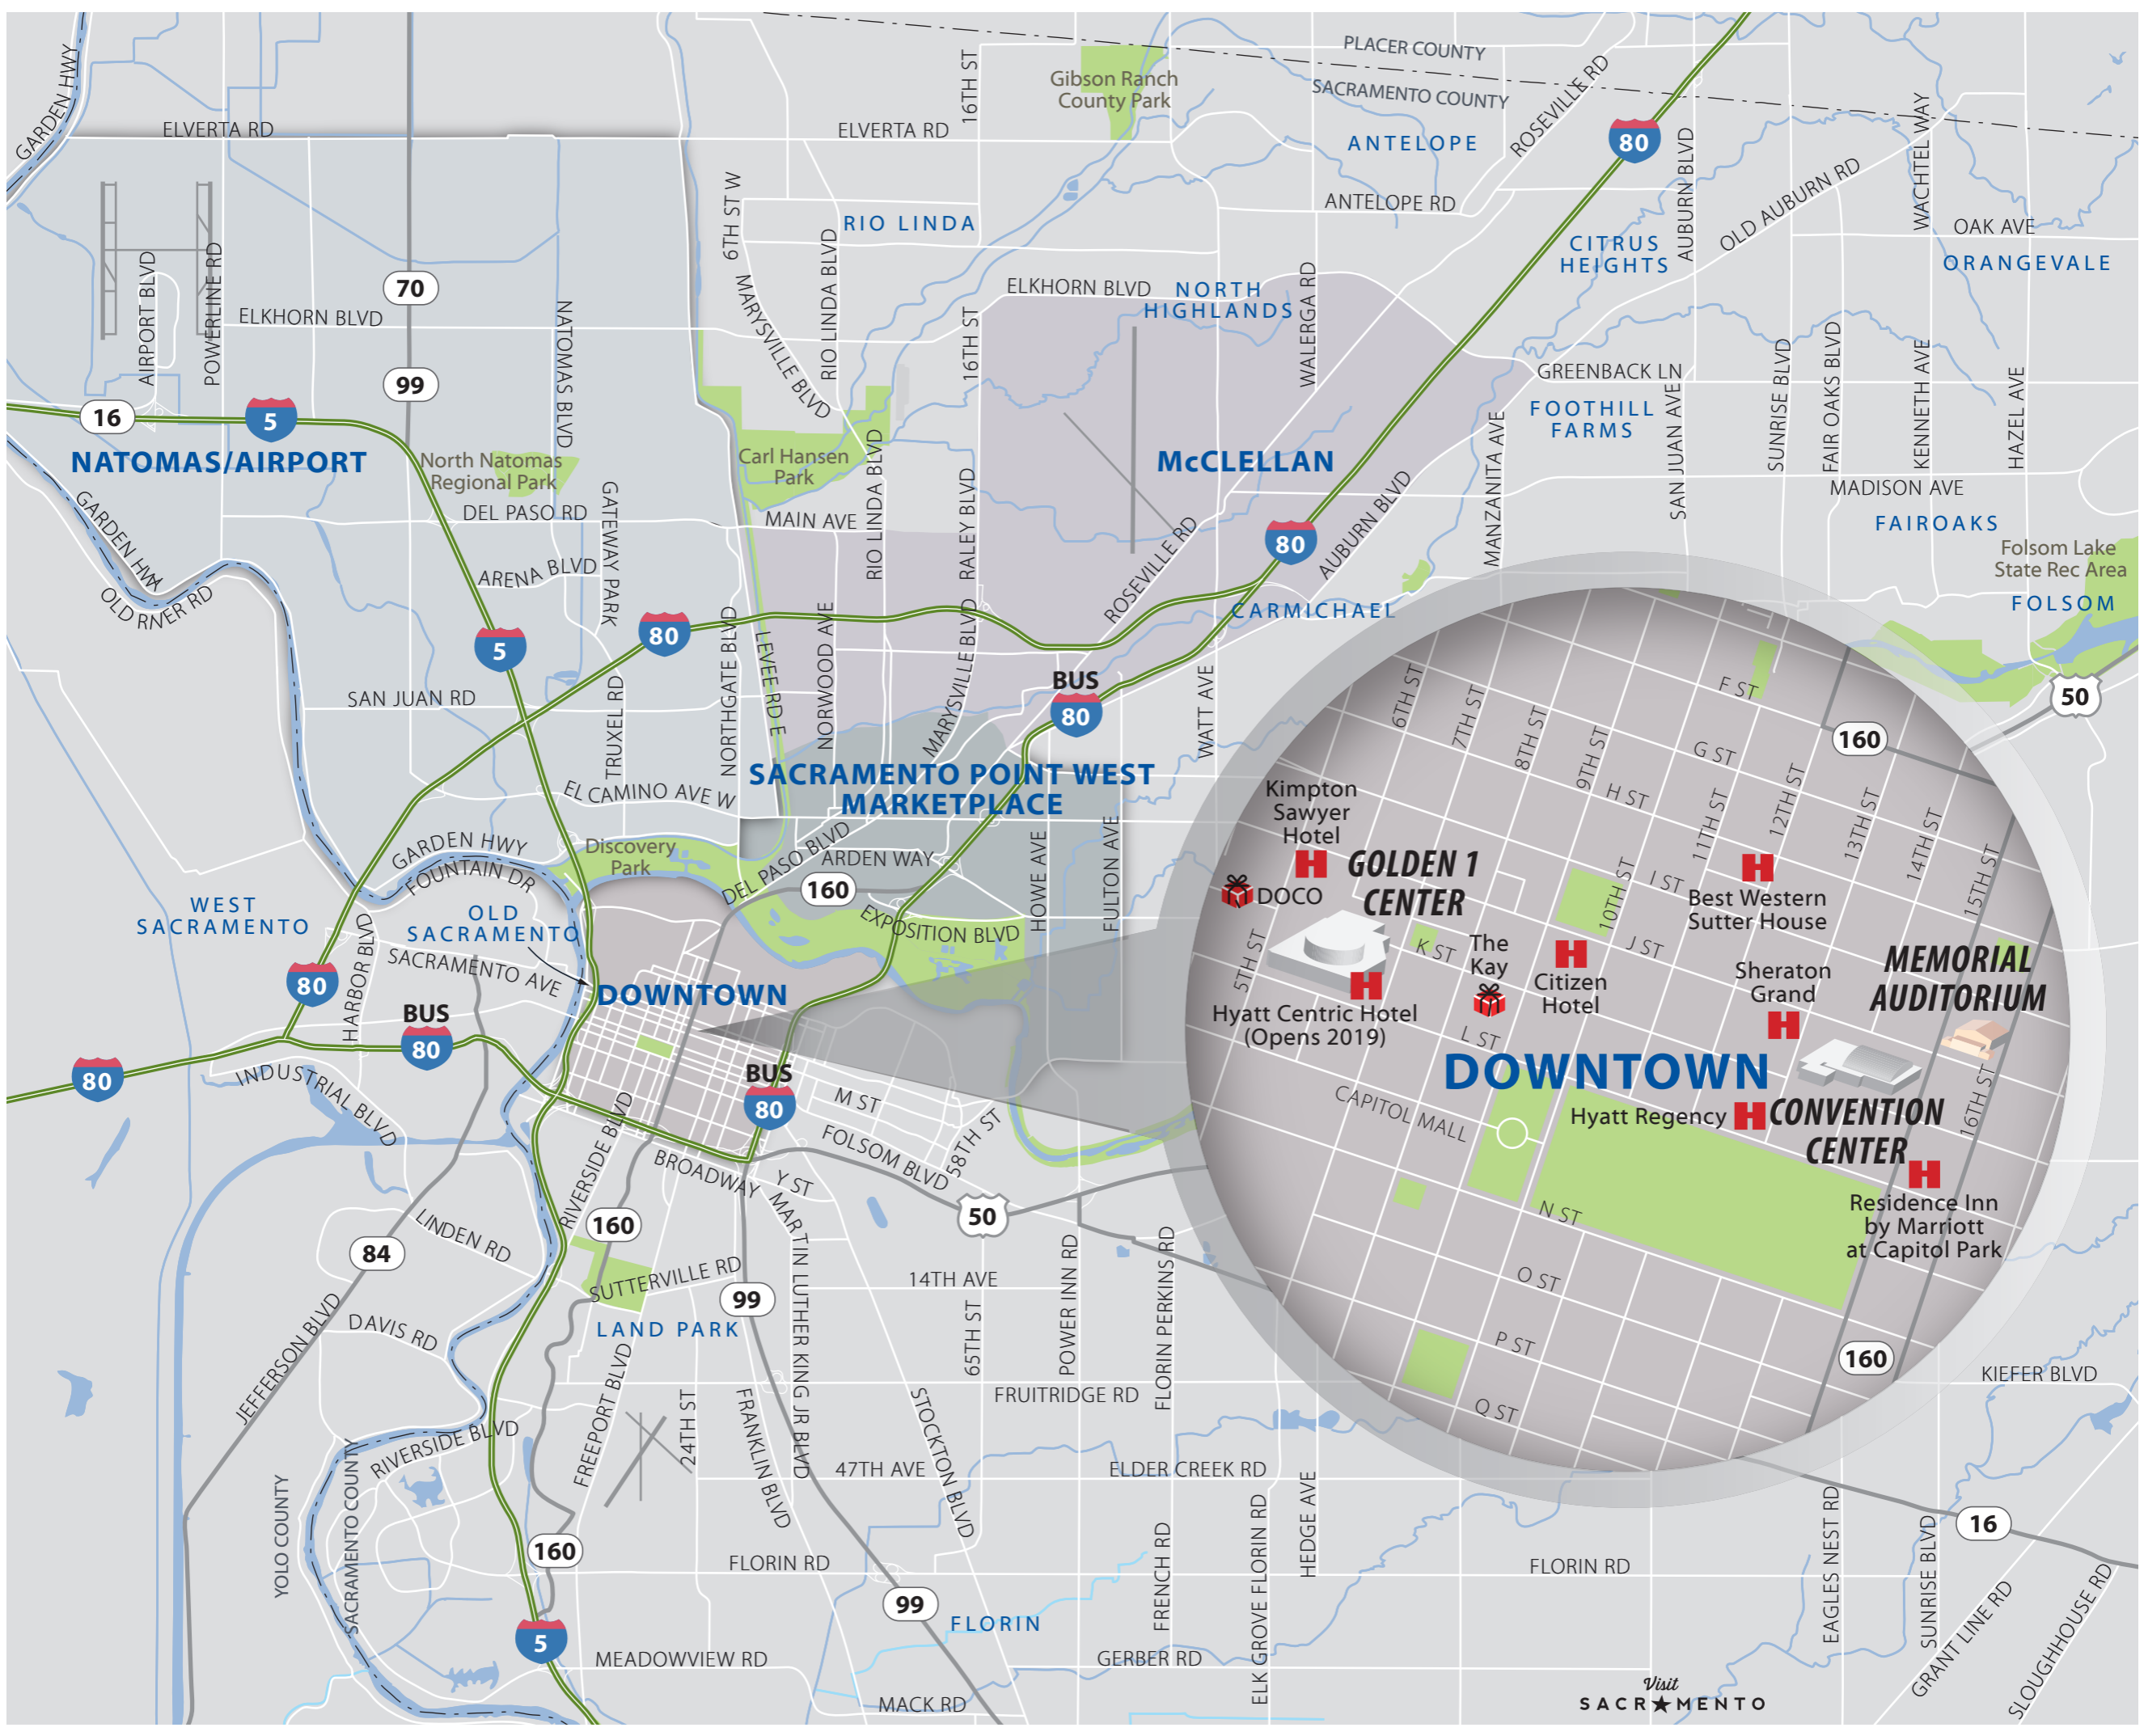 PLACER COUNTY
SACRAMENTO COUNTY
GARDEN HWY
ELVERTA RD
ELVERTA RD
16TH ST
Gibson Ranch
County Park
ANTELOPE
ROSEVILLE RD
80
AUBURN BLVD
OLD AUBURN RD
WACHTEL WAY
OAK AVE
ORANGEVALE
ANTELOPE RD
CITRUS
HEIGHTS
RIO LINDA
6TH ST W
MARYSVILLE BLVD
RIO LINDA BLVD
AIRPORT BLVD
POWERLINE RD
70
ELKHORN BLVD
99
NATOMAS BLVD
ELKHORN BLVD
NORTH
HIGHLANDS
WALERGA RD
16TH ST
GREENBACK LN
FOOTHILL
FARMS
SAN JUAN AVE
SUNRISE BLVD
FAIR OAKS BLVD
KENNETH AVE
HAZEL AVE
MANZANITA AVE
16
5
NATOMAS/AIRPORT
North Natomas
Regional Park
Carl Hansen
Park
McCLELLAN
MADISON AVE
FAIROAKS
Folsom Lake
State Rec Area
FOLSOM
50
GARDEN HWY
OLD RIVER RD
DEL PASO RD
GATEWAY PARK
ARENA BLVD
MAIN AVE
RIO LINDA BLVD
RALEY BLVD
ROSEVILLE RD
80
AUBURN BLVD
CARMICHAEL
5
80
SAN JUAN RD
TRUXEL RD
NORTHGATE BLVD
LEVEE RD E
NORWOOD AVE
MARYSVILLE BLVD
BUS
80
WATT AVE
SACRAMENTO POINT WEST
MARKETPLACE
EL CAMINO AVE W
GARDEN HWY
FOUNTAIN DR
Discovery
Park
DEL PASO BLVD
ARDEN WAY
160
EXPOSITION BLVD
HOWE AVE
FULTON AVE
WEST
SACRAMENTO
OLD
SACRAMENTO
80
HARBOR BLVD
SACRAMENTO AVE
DOWNTOWN
BUS
80
80
INDUSTRIAL BLVD
BUS
80
M ST
FOLSOM BLVD
58TH ST
RIVERSIDE BLVD
BROADWAY
Y ST
MARTIN LUTHER KING JR BLVD
50
160
84
LINDEN RD
JEFFERSON BLVD
DAVIS RD
SUTTERVILLE RD
99
14TH AVE
LAND PARK
65TH ST
POWER INN RD
FLORIN PERKINS RD
FREEPORT BLVD
24TH ST
FRANKLIN BLVD
STOCKTON BLVD
FRUITRIDGE RD
RIVERSIDE BLVD
YOLO COUNTY
SACRAMENTO COUNTY
47TH AVE
ELDER CREEK RD
HEDGE AVE
160
FLORIN RD
FLORIN RD
99
FLORIN
FRENCH RD
ELK GROVE FLORIN RD
5
MEADOWVIEW RD
GERBER RD
MACK RD
KIEFER BLVD
16
EAGLES NEST RD
SUNRISE BLVD
GRANT LINE RD
SLOUGHHOUSE RD
6TH ST
7TH ST
8TH ST
9TH ST
10TH ST
11TH ST
12TH ST
13TH ST
14TH ST
15TH ST
16TH ST
5TH ST
F ST
160
G ST
H ST
I ST
J ST
K ST
L ST
CAPITOL MALL
N ST
O ST
P ST
Q ST
160
Kimpton
Sawyer
Hotel
H
DOCO
GOLDEN 1
CENTER
H
Hyatt Centric Hotel
(Opens 2019)
The
Kay
H
Citizen
Hotel
H
Best Western
Sutter House
Sheraton
Grand
H
MEMORIAL
AUDITORIUM
DOWNTOWN
Hyatt Regency H
CONVENTION
CENTER
H
Residence Inn
by Marriott
at Capitol Park
Visit
SACR★MENTO